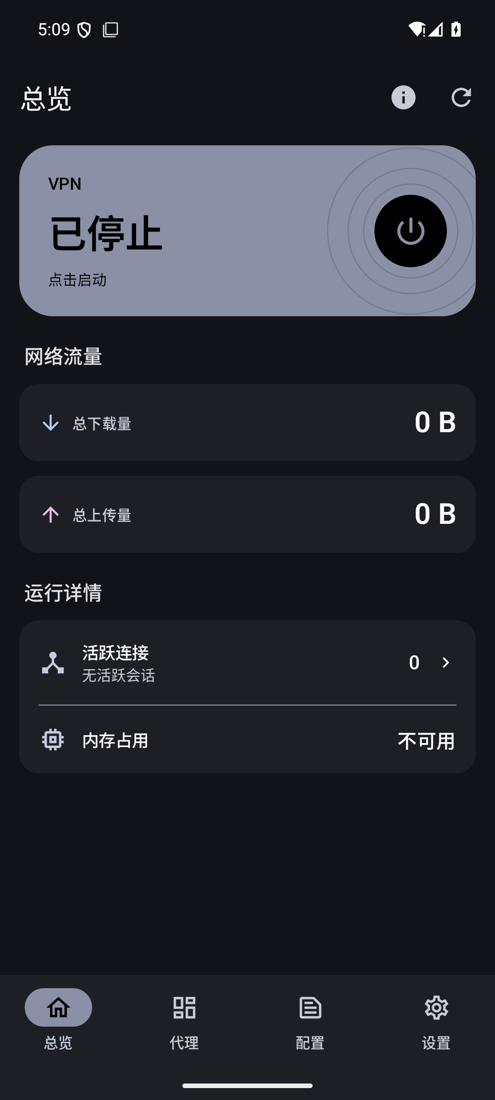 5:09
总览
VPN
已停止
点击启动
网络流量
总下载量
0 B
总上传量
0 B
运行详情
活跃连接
无活跃会话
0
内存占用
不可用
总览
代理
配置
设置